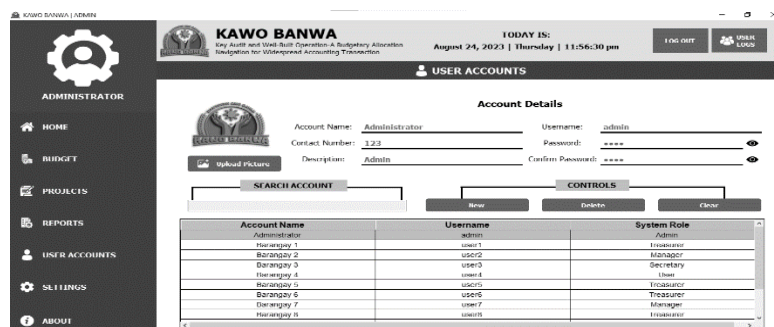 KAWO BANWA | ADMIN
KAWO BANWA
Key Audit and Well-Built Operation-A Budgetary Allocation
Navigation for Widespread Accounting Transaction
TODAY IS:
August 24, 2023 | Thursday | 11:56:30 pm
LOG OUT
USER LOGS
USER ACCOUNTS
ADMINISTRATOR
HOME
BUDGET
PROJECTS
REPORTS
USER ACCOUNTS
SETTINGS
ABOUT
Account Details
KAWO BANWA
Upload Picture
Account Name: Administrator
Username: admin
Contact Number: 123
Password: ****
Description: Admin
Confirm Password: ****
SEARCH ACCOUNT
CONTROLS
New
Delete
Clear
Account Name Username System Role
Administrator admin Admin
Barangay 1 user1 Treasurer
Barangay 2 user2 Manager
Barangay 3 user3 Secretary
Barangay 4 user4 User
Barangay 5 user5 Treasurer
Barangay 6 user6 Treasurer
Barangay 7 user7 Manager
Barangay 8 user8 Treasurer